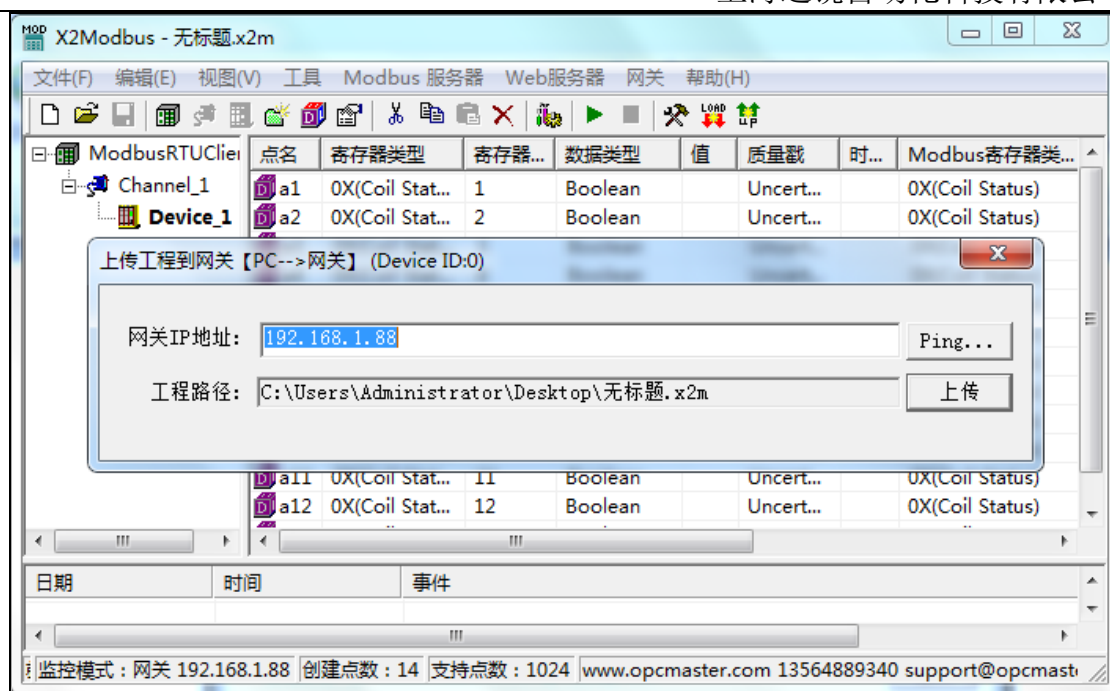 X2Modbus - 无标题.x2m
文件(F) 编辑(E) 视图(V) 工具 Modbus 服务器 Web服务器 网关 帮助(H)
ModbusRTUClier
Channel_1
Device_1
点名 寄存器类型 寄存器... 数据类型 值 质量戳 时... Modbus寄存器类...
a1 0X(Coil Stat... 1 Boolean Uncert... 0X(Coil Status)
a2 0X(Coil Stat... 2 Boolean Uncert... 0X(Coil Status)
上传工程到网关【PC-->网关】 (Device ID:0)
网关IP地址: 192.168.1.88 Ping...
工程路径: C:\Users\Administrator\Desktop\无标题.x2m 上传
a11 0X(Coil Stat... 11 Boolean Uncert... 0X(Coil Status)
a12 0X(Coil Stat... 12 Boolean Uncert... 0X(Coil Status)
日期 时间 事件
监控模式：网关 192.168.1.88 创建点数：14 支持点数：1024 www.opcmaster.com 13564889340 support@opcmast